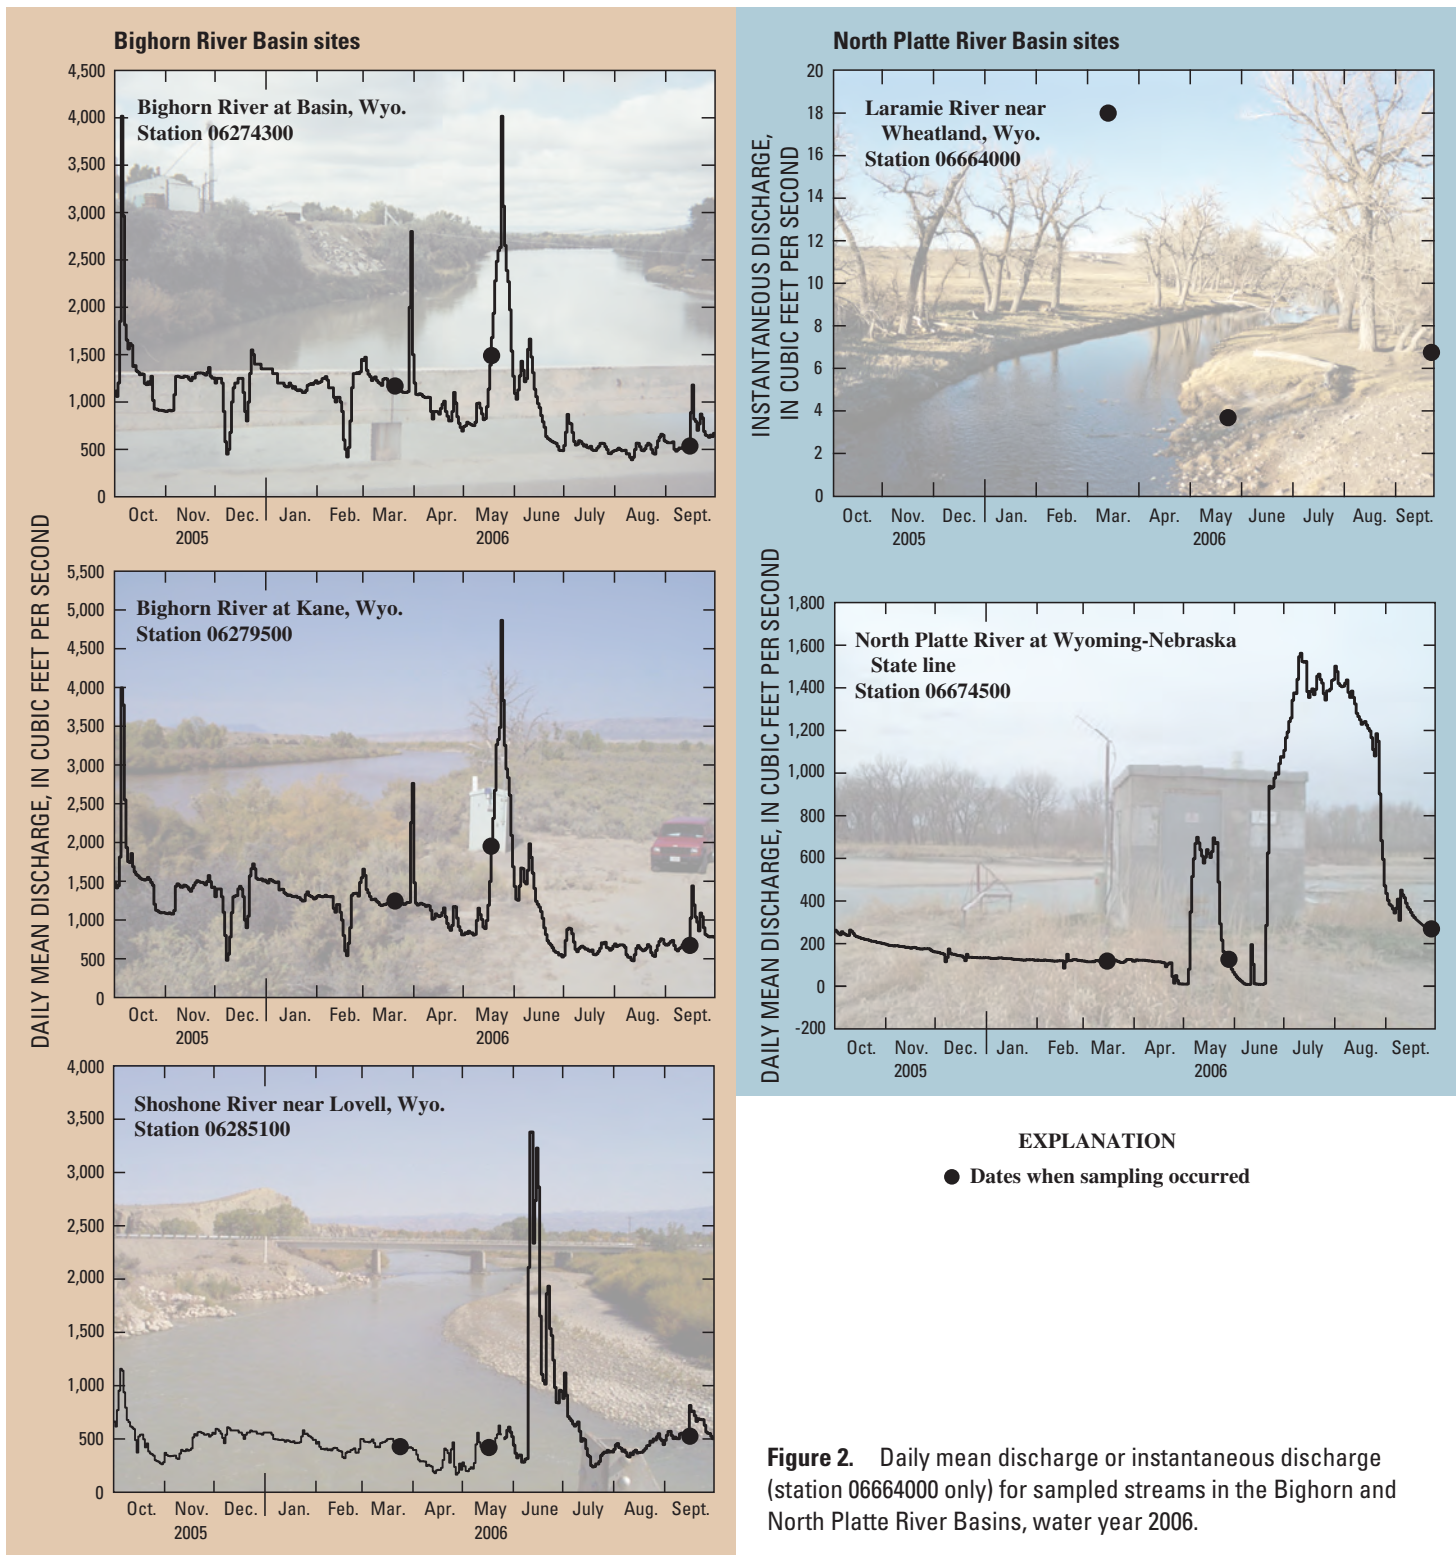 Bighorn River Basin sites
DAILY MEAN DISCHARGE, IN CUBIC FEET PER SECOND
4,500
4,000
3,500
3,000
2,500
2,000
1,500
1,000
500
0
Bighorn River at Basin, Wyo.
Station 06274300
Oct. Nov. Dec. Jan. Feb. Mar. Apr. May June July Aug. Sept.
2005 2006
5,500
5,000
4,500
4,000
3,500
3,000
2,500
2,000
1,500
1,000
500
0
Bighorn River at Kane, Wyo.
Station 06279500
Oct. Nov. Dec. Jan. Feb. Mar. Apr. May June July Aug. Sept.
2005 2006
4,000
3,500
3,000
2,500
2,000
1,500
1,000
500
0
Shoshone River near Lovell, Wyo.
Station 06285100
Oct. Nov. Dec. Jan. Feb. Mar. Apr. May June July Aug. Sept.
2005 2006
North Platte River Basin sites
INSTANTANEOUS DISCHARGE,
IN CUBIC FEET PER SECOND
20
18
16
14
12
10
8
6
4
2
0
Laramie River near
Wheatland, Wyo.
Station 06664000
Oct. Nov. Dec. Jan. Feb. Mar. Apr. May June July Aug. Sept.
2005 2006
DAILY MEAN DISCHARGE, IN CUBIC FEET PER SECOND
1,800
1,600
1,400
1,200
1,000
800
600
400
200
0
-200
North Platte River at Wyoming-Nebraska
State line
Station 06674500
Oct. Nov. Dec. Jan. Feb. Mar. Apr. May June July Aug. Sept.
2005 2006
EXPLANATION
Dates when sampling occurred
Figure 2. Daily mean discharge or instantaneous discharge
(station 06664000 only) for sampled streams in the Bighorn and
North Platte River Basins, water year 2006.